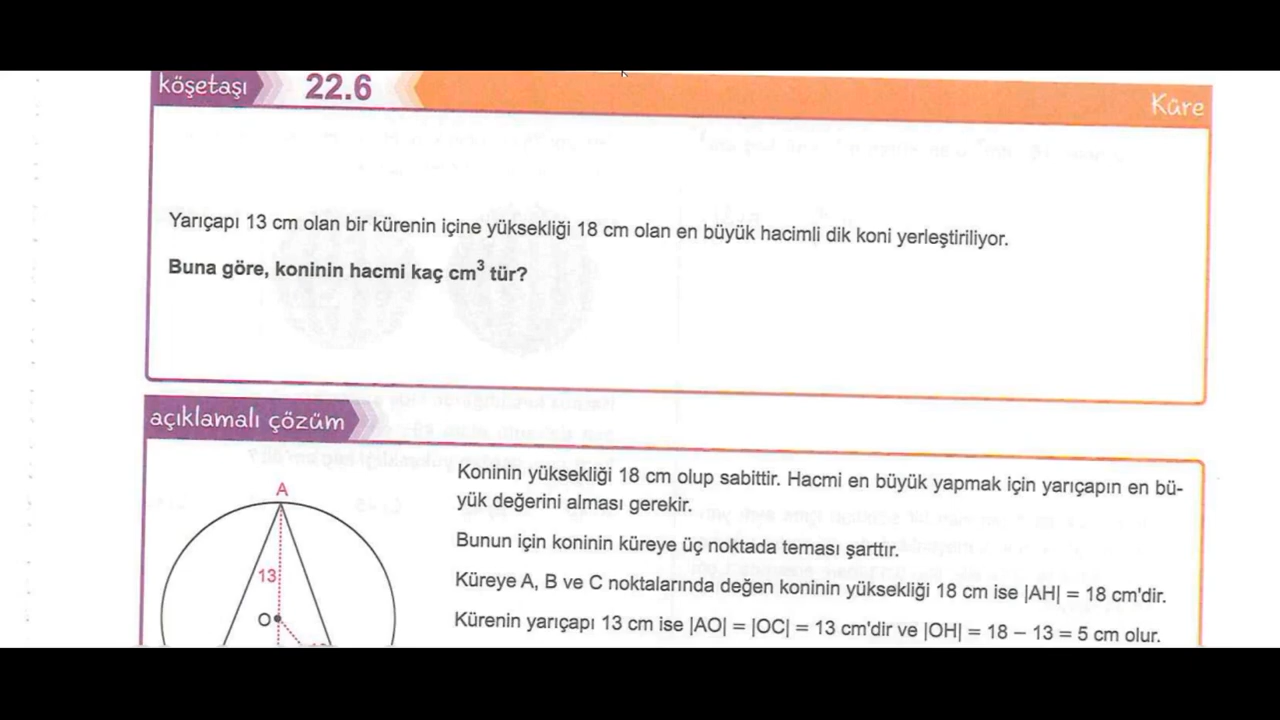 köşetaşı
22.6
Küre
Yarıçapı 13 cm olan bir kürenin içine yüksekliği 18 cm olan en büyük hacimli dik koni yerleştiriliyor.
Buna göre, koninin hacmi kaç cm³ tür?
açıklamalı çözüm
Koninin yüksekliği 18 cm olup sabittir. Hacmi en büyük yapmak için yarıçapın en bü-
yük değerini alması gerekir.
Bunun için koninin küreye üç noktada teması şarttır.
Küreye A, B ve C noktalarında değen koninin yüksekliği 18 cm ise |AH| = 18 cm'dir.
Kürenin yarıçapı 13 cm ise |AO| = |OC| = 13 cm'dir ve |OH| = 18 − 13 = 5 cm olur.
A
13
O